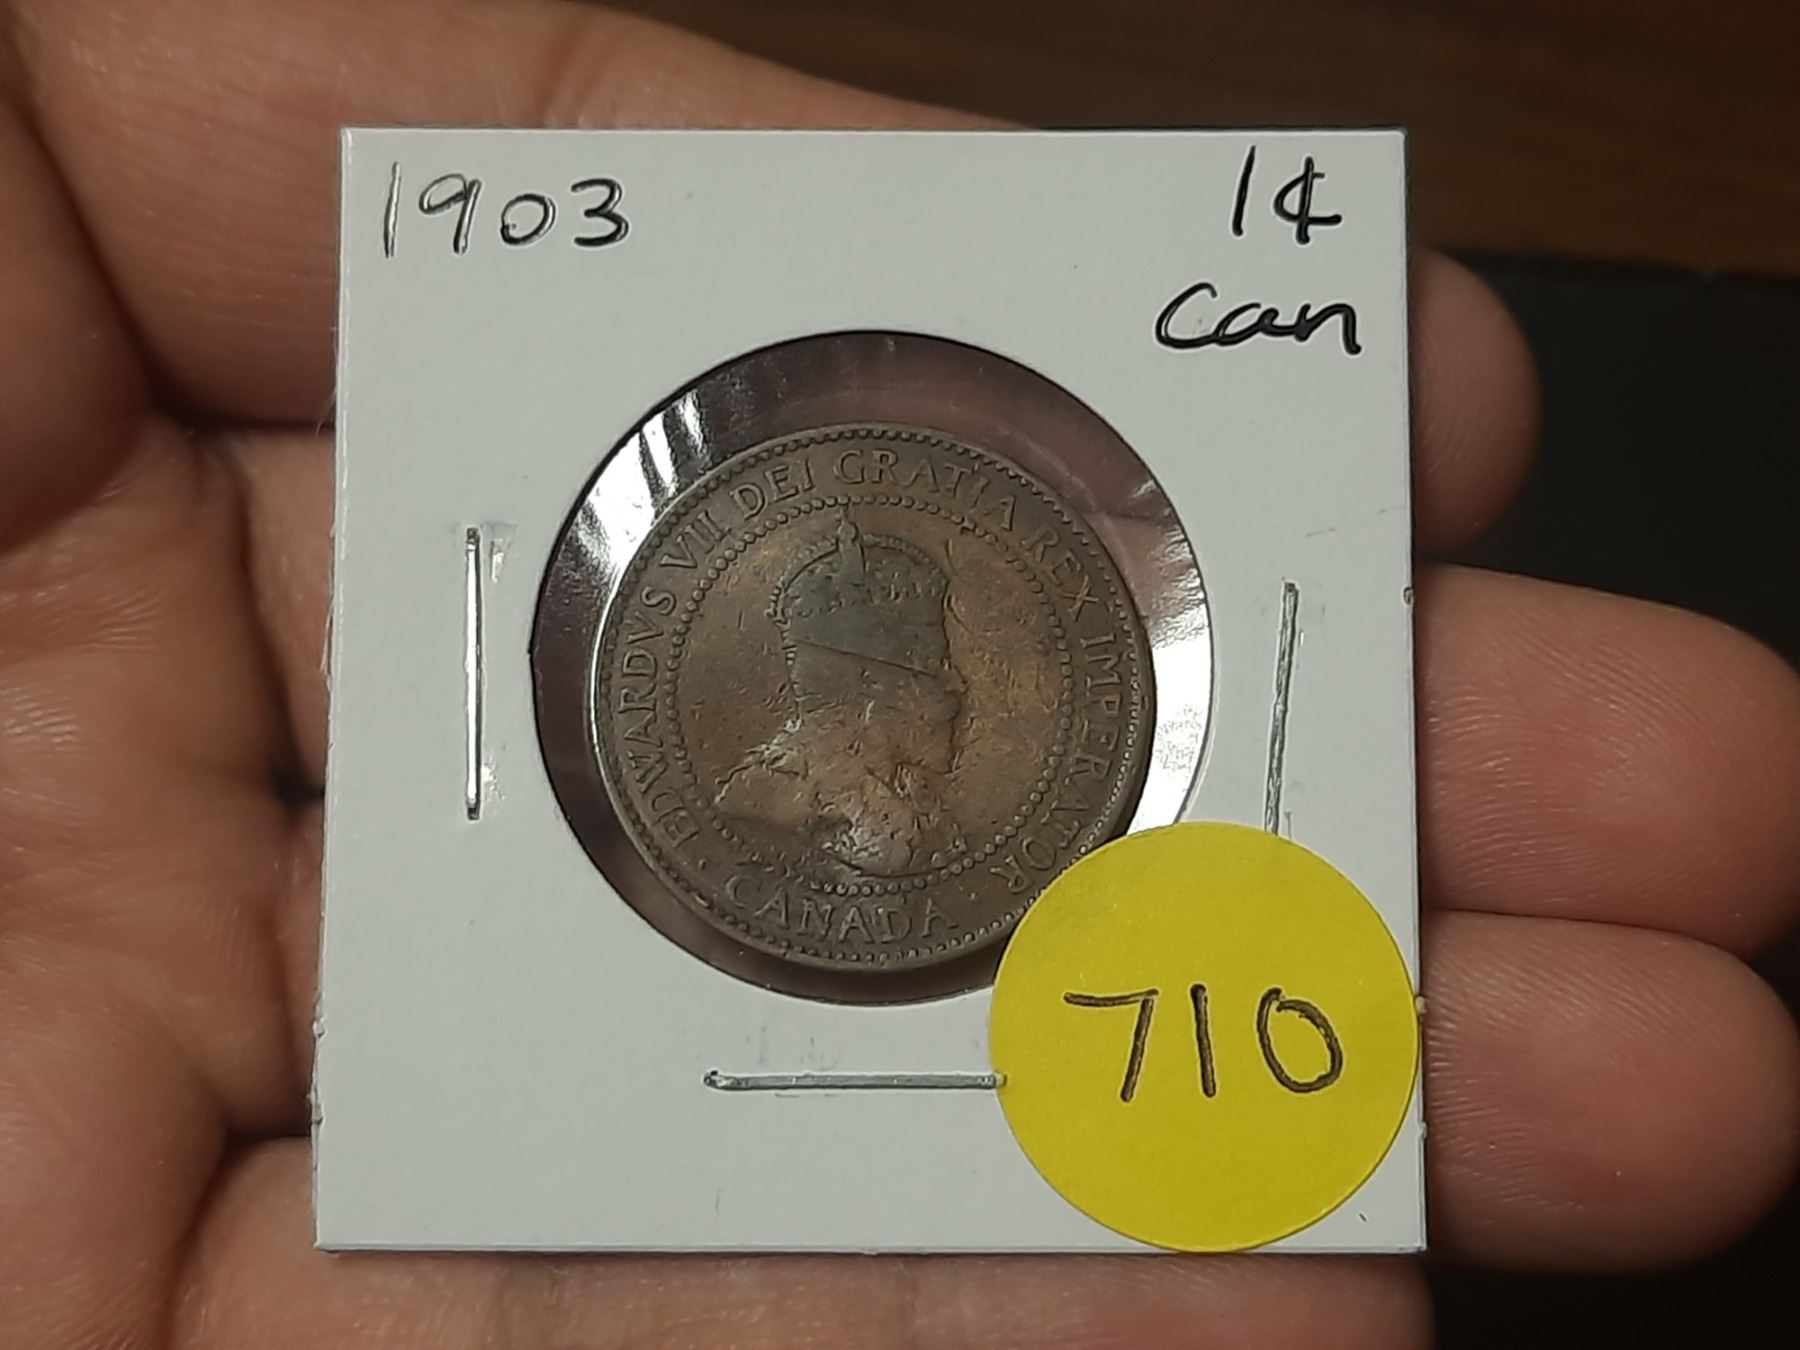 1903
1¢
Can
EDWARDVS VII DEI GRATIA REX IMPERATOR
CANADA
710